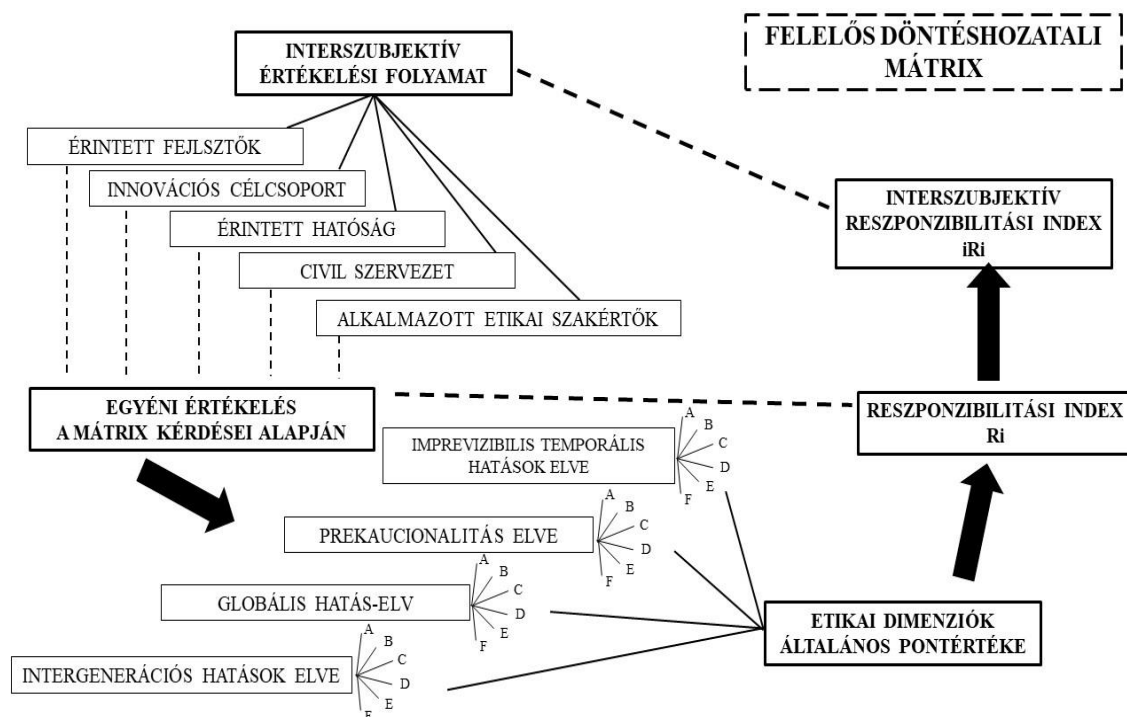 INTERSZUBJEKTÍV
ÉRTÉKELÉSI FOLYAMAT
FELELŐS DÖNTÉSHOZATALI
MÁTRIX
ÉRINTETT FEJLSZTŐK
INNOVÁCIÓS CÉLCSOPORT
ÉRINTETT HATÓSÁG
CIVIL SZERVEZET
ALKALMAZOTT ETIKAI SZAKÉRTŐK
INTERSZUBJEKTÍV
RESZPONZIBILITÁSI INDEX
iRi
EGYÉNI ÉRTÉKELÉS
A MÁTRIX KÉRDÉSEI ALAPJÁN
RESZPONZIBILITÁSI INDEX
Ri
IMPREVIZIBILIS TEMPORÁLIS
HATÁSOK ELVE
A
B
C
D
E
F
PREKAUCIONALITÁS ELVE
A
B
C
D
E
F
GLOBÁLIS HATÁS-ELV
A
B
C
D
E
F
INTERGENERÁCIÓS HATÁSOK ELVE
A
B
C
D
E
F
ETIKAI DIMENZIÓK
ÁLTALÁNOS PONTÉRTÉKE